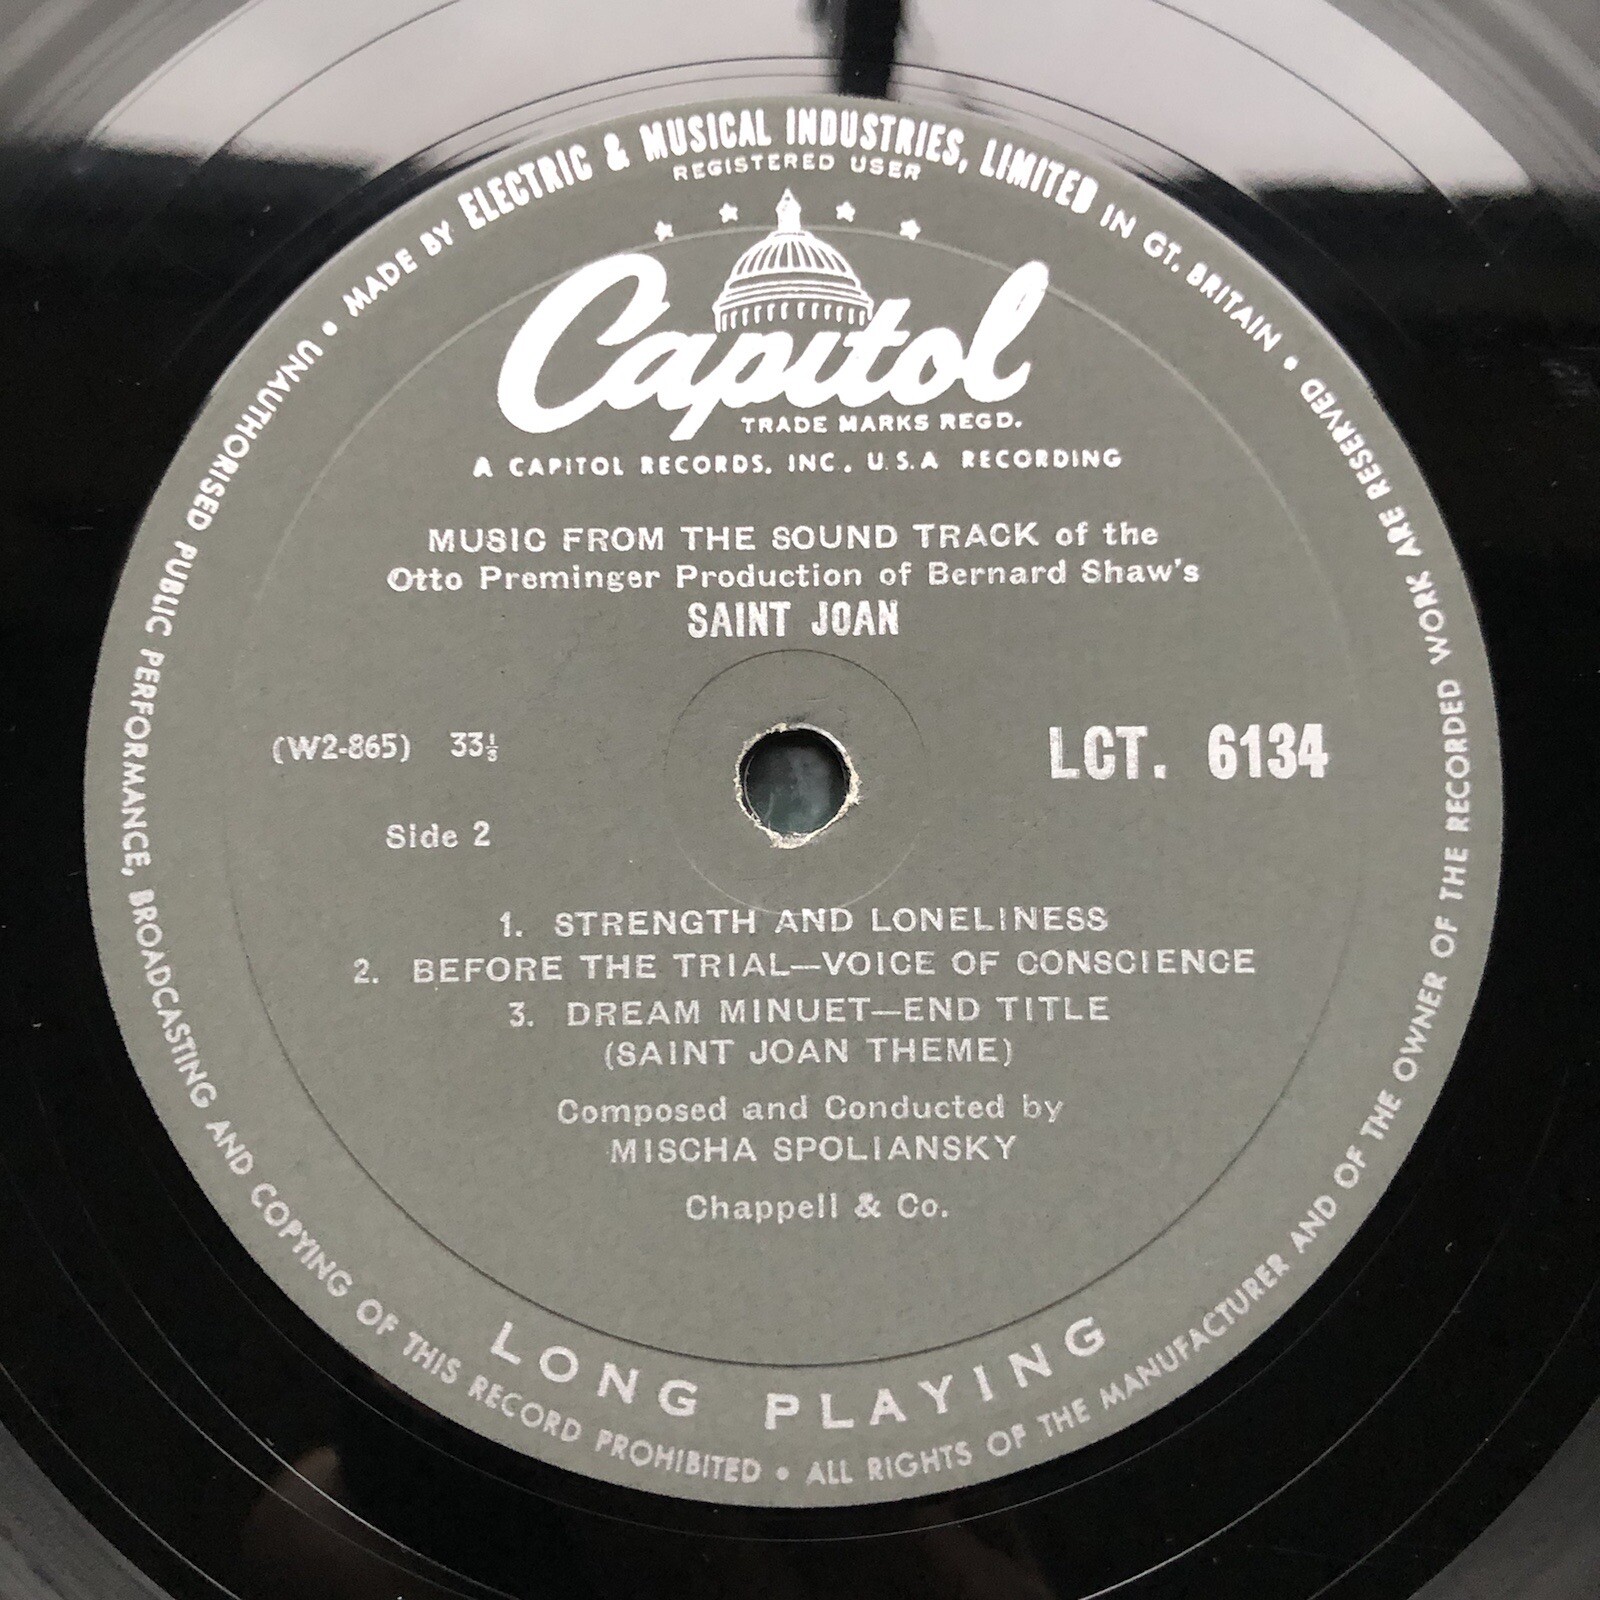 MADE BY ELECTRIC & MUSICAL INDUSTRIES, LIMITED IN GT. BRITAIN •
REGISTERED USER
Capitol
TRADE MARKS REGD.
A CAPITOL RECORDS, INC., U.S.A RECORDING
MUSIC FROM THE SOUND TRACK of the
Otto Preminger Production of Bernard Shaw's
SAINT JOAN
(W2-865) 33⅓
LCT. 6134
Side 2
1. STRENGTH AND LONELINESS
2. BEFORE THE TRIAL—VOICE OF CONSCIENCE
3. DREAM MINUET—END TITLE
(SAINT JOAN THEME)
Composed and Conducted by
MISCHA SPOLIANSKY
Chappell & Co.
LONG PLAYING
ALL RIGHTS OF THE MANUFACTURER AND OF THE OWNER OF THE RECORDED WORK ARE RESERVED
• UNAUTHORISED PUBLIC PERFORMANCE, BROADCASTING AND COPYING OF THIS RECORD PROHIBITED •